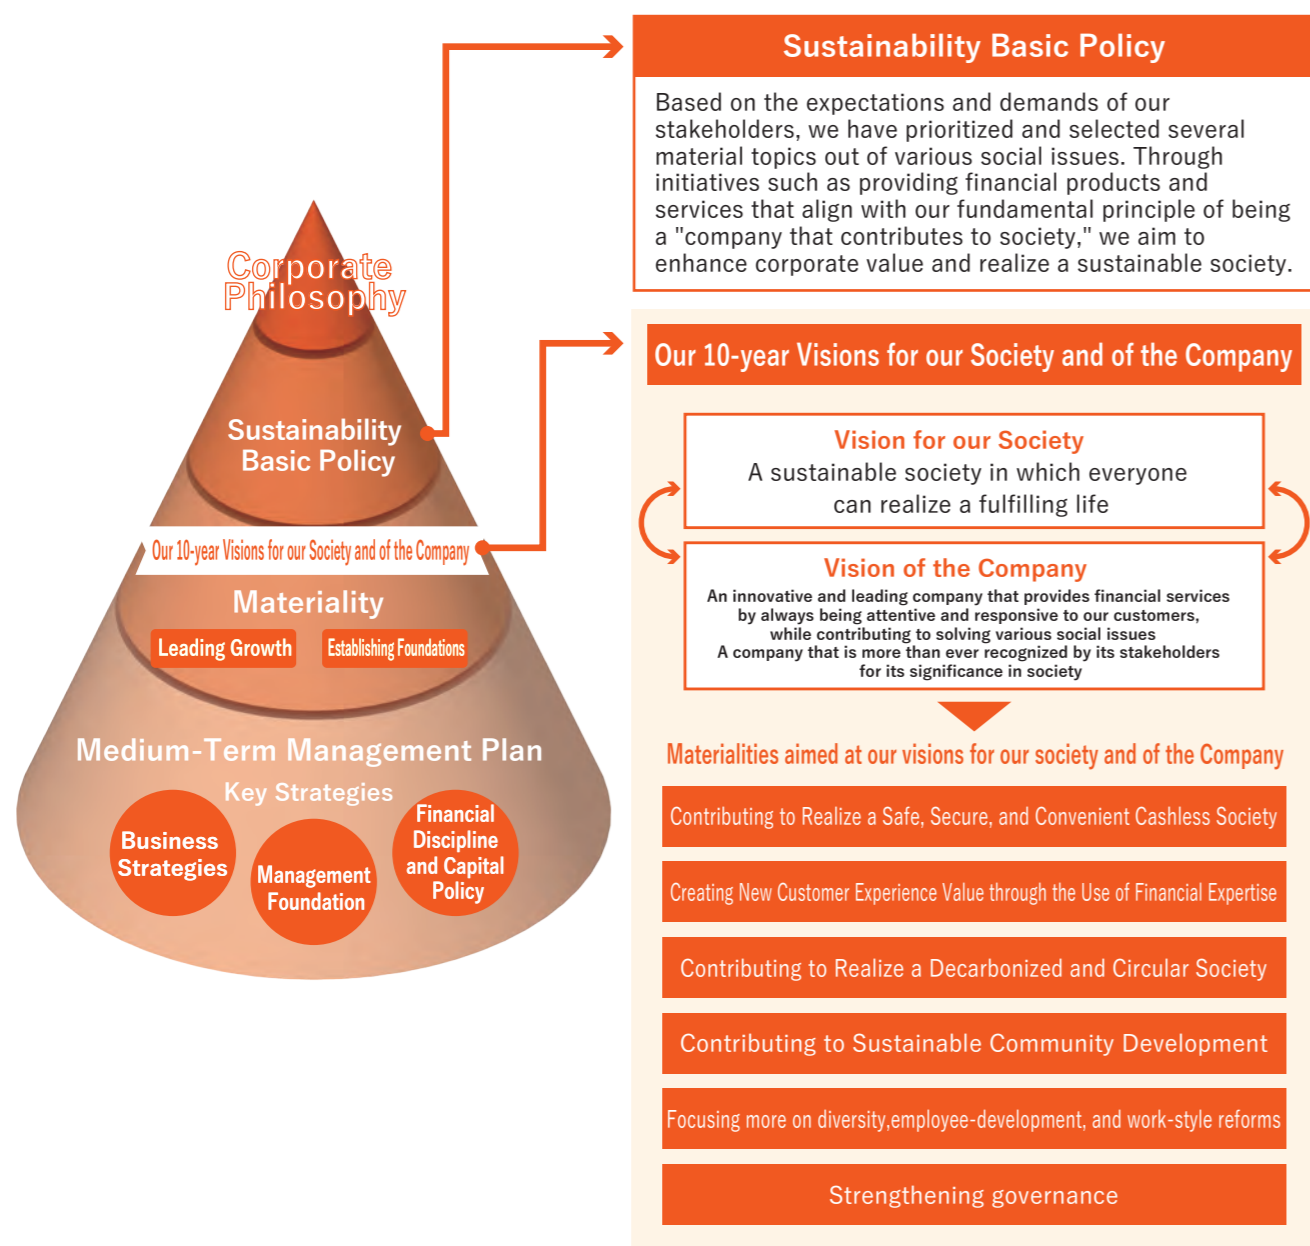 Corporate
Philosophy
Sustainability
Basic Policy
Our 10-year Visions for our Society and of the Company
Materiality
Leading Growth
Establishing Foundations
Medium-Term Management Plan
Key Strategies
Business
Strategies
Management
Foundation
Financial
Discipline
and Capital
Policy
Sustainability Basic Policy
Based on the expectations and demands of our
stakeholders, we have prioritized and selected several
material topics out of various social issues. Through
initiatives such as providing financial products and
services that align with our fundamental principle of being
a "company that contributes to society," we aim to
enhance corporate value and realize a sustainable society.
Our 10-year Visions for our Society and of the Company
Vision for our Society
A sustainable society in which everyone
can realize a fulfilling life
Vision of the Company
An innovative and leading company that provides financial services
by always being attentive and responsive to our customers,
while contributing to solving various social issues
A company that is more than ever recognized by its stakeholders
for its significance in society
Materialities aimed at our visions for our society and of the Company
Contributing to Realize a Safe, Secure, and Convenient Cashless Society
Creating New Customer Experience Value through the Use of Financial Expertise
Contributing to Realize a Decarbonized and Circular Society
Contributing to Sustainable Community Development
Focusing more on diversity,employee-development, and work-style reforms
Strengthening governance